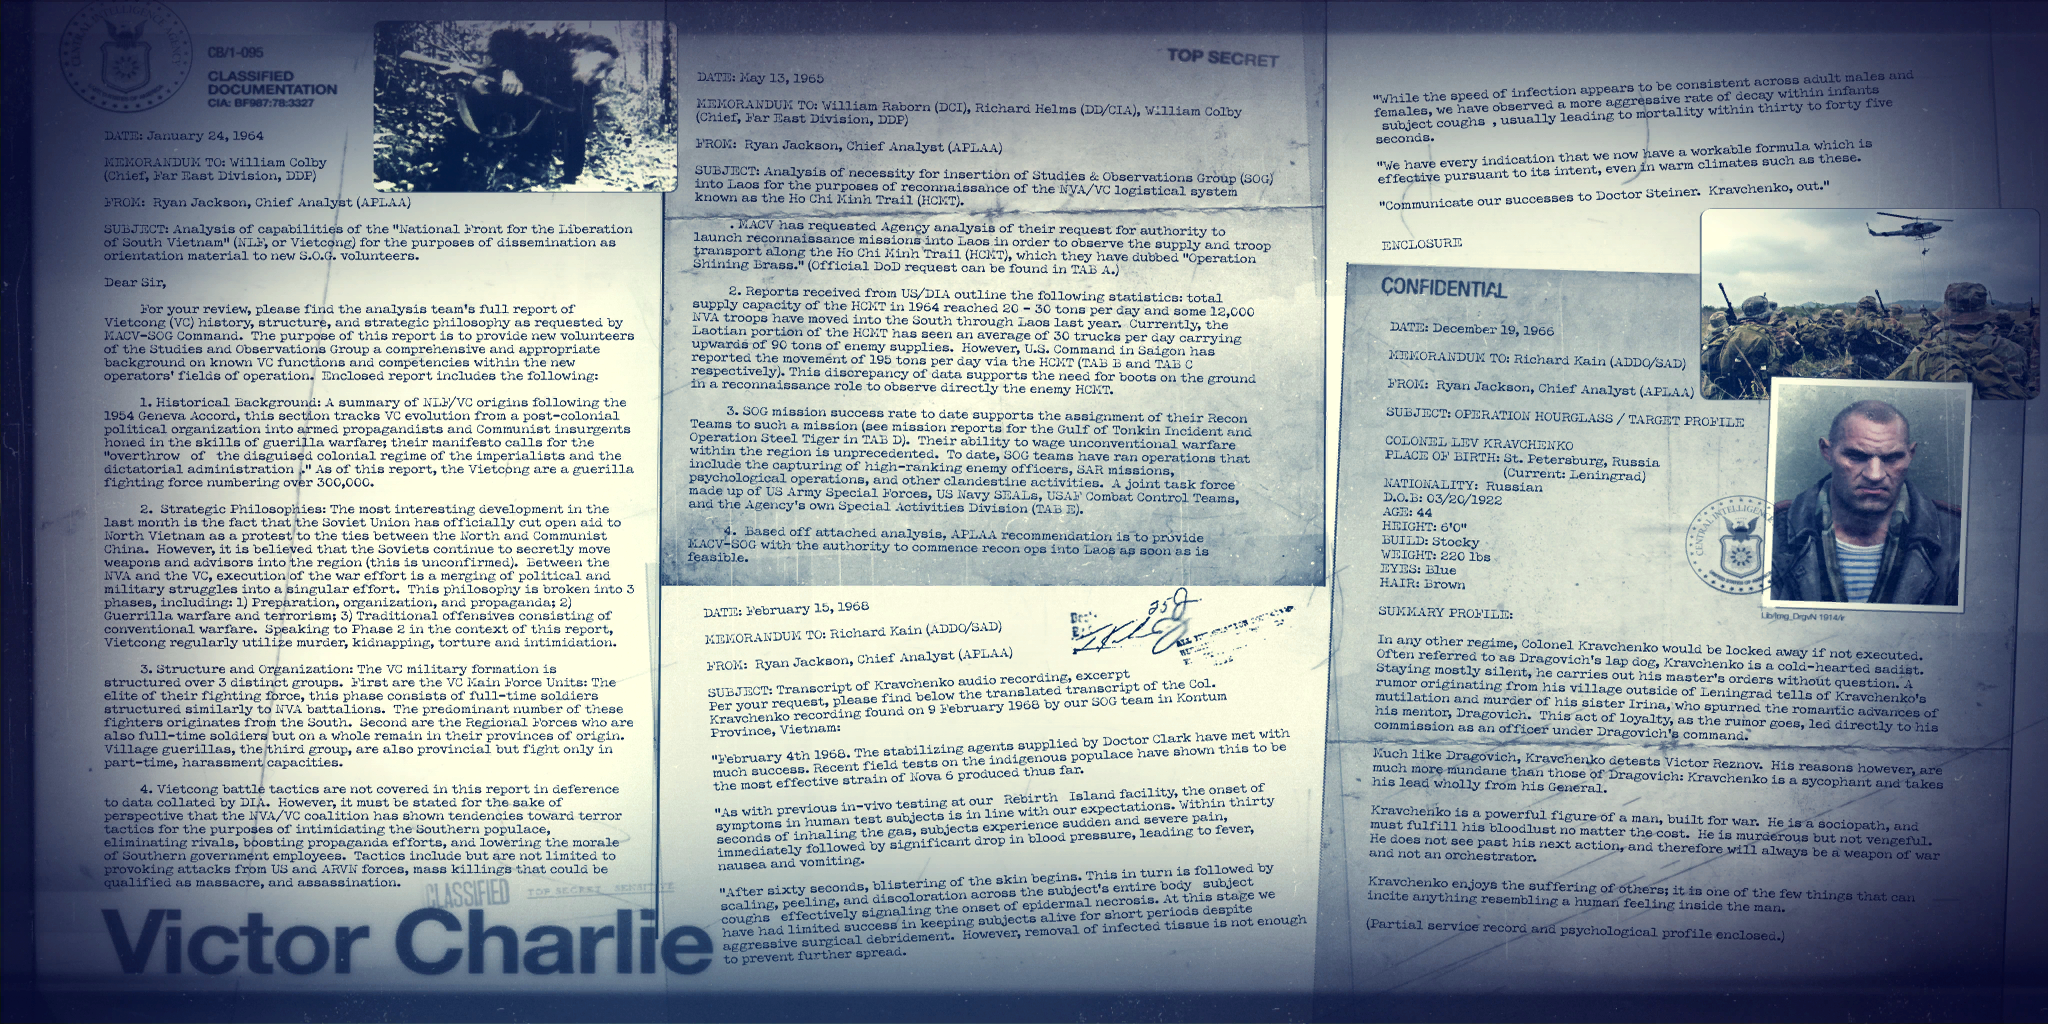 CB/1-095
CLASSIFIED
DOCUMENTATION
CIA: BF987:78:3327
DATE: January 24, 1964
MEMORANDUM TO: William Colby
(Chief, Far East Division, DDP)
FROM: Ryan Jackson, Chief Analyst (APLAA)
SUBJECT: Analysis of capabilities of the "National Front for the Liberation
of South Vietnam" (NLF, or Vietcong) for the purposes of dissemination as
orientation material to new S.O.G. volunteers.
Dear Sir,
For your review, please find the analysis team's full report of
Vietcong (VC) history, structure, and strategic philosophy as requested by
MACV-SOG Command. The purpose of this report is to provide new volunteers
of the Studies and Observations Group a comprehensive and appropriate
background on known VC functions and competencies within the new
operators' fields of operation. Enclosed report includes the following:
1. Historical Background: A summary of NLF/VC origins following the
1954 Geneva Accord, this section tracks VC evolution from a post-colonial
political organization into armed propagandists and Communist insurgents
honed in the skills of guerilla warfare; their manifesto calls for the
"overthrow of the disguised colonial regime of the imperialists and the
dictatorial administration ." As of this report, the Vietcong are a guerilla
fighting force numbering over 300,000.
2. Strategic Philosophies: The most interesting development in the
last month is the fact that the Soviet Union has officially cut open aid to
North Vietnam as a protest to the ties between the North and Communist
China. However, it is believed that the Soviets continue to secretly move
weapons and advisors into the region (this is unconfirmed). Between the
NVA and the VC, execution of the war effort is a merging of political and
military struggles into a singular effort. This philosophy is broken into 3
phases, including: 1) Preparation, organization, and propaganda; 2)
Guerrilla warfare and terrorism; 3) Traditional offensives consisting of
conventional warfare. Speaking to Phase 2 in the context of this report,
Vietcong regularly utilize murder, kidnapping, torture and intimidation.
3. Structure and Organization: The VC military formation is
structured over 3 distinct groups. First are the VC Main Force Units: The
elite of their fighting force, this phase consists of full-time soldiers
structured similarly to NVA battalions. The predominant number of these
fighters originates from the South. Second are the Regional Forces who are
also full-time soldiers but on a whole remain in their provinces of origin.
Village guerillas, the third group, are also provincial but fight only in
part-time, harassment capacities.
4. Vietcong battle tactics are not covered in this report in deference
to data collated by DIA. However, it must be stated for the sake of
perspective that the NVA/VC coalition has shown tendencies toward terror
tactics for the purposes of intimidating the Southern populace,
eliminating rivals, boosting propaganda efforts, and lowering the morale
of Southern government employees. Tactics include but are not limited to
provoking attacks from US and ARVN forces, mass killings that could be
qualified as massacre, and assassination.
CLASSIFIED TOP SECRET SENSITIVE
Victor Charlie
TOP SECRET
DATE: May 13, 1965
MEMORANDUM TO: William Raborn (DCI), Richard Helms (DD/CIA), William Colby
(Chief, Far East Division, DDP)
FROM: Ryan Jackson, Chief Analyst (APLAA)
SUBJECT: Analysis of necessity for insertion of Studies & Observations Group (SOG)
into Laos for the purposes of reconnaissance of the NVA/VC logistical system
known as the Ho Chi Minh Trail (HCMT).
. MACV has requested Agency analysis of their request for authority to
launch reconnaissance missions into Laos in order to observe the supply and troop
transport along the Ho Chi Minh Trail (HCMT), which they have dubbed "Operation
Shining Brass." (Official DoD request can be found in TAB A.)
2. Reports received from US/DIA outline the following statistics: total
supply capacity of the HCMT in 1964 reached 20 - 30 tons per day and some 12,000
NVA troops have moved into the South through Laos last year. Currently, the
Laotian portion of the HCMT has seen an average of 30 trucks per day carrying
upwards of 90 tons of enemy supplies. However, U.S. Command in Saigon has
reported the movement of 195 tons per day via the HCMT (TAB B and TAB C
respectively). This discrepancy of data supports the need for boots on the ground
in a reconnaissance role to observe directly the enemy HCMT.
3. SOG mission success rate to date supports the assignment of their Recon
Teams to such a mission (see mission reports for the Gulf of Tonkin Incident and
Operation Steel Tiger in TAB D). Their ability to wage unconventional warfare
within the region is unprecedented. To date, SOG teams have ran operations that
include the capturing of high-ranking enemy officers, SAR missions,
psychological operations, and other clandestine activities. A joint task force
made up of US Army Special Forces, US Navy SEALs, USAF Combat Control Teams,
and the Agency's own Special Activities Division (TAB E).
4. Based off attached analysis, APLAA recommendation is to provide
MACV-SOG with the authority to commence recon ops into Laos as soon as is
feasible.
DATE: February 15, 1968
MEMORANDUM TO: Richard Kain (ADDO/SAD)
FROM: Ryan Jackson, Chief Analyst (APLAA)
SUBJECT: Transcript of Kravchenko audio recording, excerpt
Per your request, please find below the translated transcript of the Col.
Kravchenko recording found on 9 February 1968 by our SOG team in Kontum
Province, Vietnam:
"February 4th 1968. The stabilizing agents supplied by Doctor Clark have met with
much success. Recent field tests on the indigenous populace have shown this to be
the most effective strain of Nova 6 produced thus far.
"As with previous in-vivo testing at our Rebirth Island facility, the onset of
symptoms in human test subjects is in line with our expectations. Within thirty
seconds of inhaling the gas, subjects experience sudden and severe pain,
immediately followed by significant drop in blood pressure, leading to fever,
nausea and vomiting.
"After sixty seconds, blistering of the skin begins. This in turn is followed by
scaling, peeling, and discoloration across the subject's entire body subject
coughs effectively signaling the onset of epidermal necrosis. At this stage we
have had limited success in keeping subjects alive for short periods despite
aggressive surgical debridement. However, removal of infected tissue is not enough
to prevent further spread.
"While the speed of infection appears to be consistent across adult males and
females, we have observed a more aggressive rate of decay within infants
subject coughs , usually leading to mortality within thirty to forty five
seconds.
"We have every indication that we now have a workable formula which is
effective pursuant to its intent, even in warm climates such as these.
"Communicate our successes to Doctor Steiner. Kravchenko, out."
ENCLOSURE
CONFIDENTIAL
DATE: December 19, 1966
MEMORANDUM TO: Richard Kain (ADDO/SAD)
FROM: Ryan Jackson, Chief Analyst (APLAA)
SUBJECT: OPERATION HOURGLASS / TARGET PROFILE
COLONEL LEV KRAVCHENKO
PLACE OF BIRTH: St. Petersburg, Russia
(Current: Leningrad)
NATIONALITY: Russian
D.O.B: 03/20/1922
AGE: 44
HEIGHT: 6'0"
BUILD: Stocky
WEIGHT: 220 lbs
EYES: Blue
HAIR: Brown
SUMMARY PROFILE:
In any other regime, Colonel Kravchenko would be locked away if not executed.
Often referred to as Dragovich's lap dog, Kravchenko is a cold-hearted sadist.
Staying mostly silent, he carries out his master's orders without question. A
rumor originating from his village outside of Leningrad tells of Kravchenko's
mutilation and murder of his sister Irina, who spurned the romantic advances of
his mentor, Dragovich. This act of loyalty, as the rumor goes, led directly to his
commission as an officer under Dragovich's command.
Much like Dragovich, Kravchenko detests Victor Reznov. His reasons however, are
much more mundane than those of Dragovich: Kravchenko is a sycophant and takes
his lead wholly from his General.
Kravchenko is a powerful figure of a man, built for war. He is a sociopath, and
must fulfill his bloodlust no matter the cost. He is murderous but not vengeful.
He does not see past his next action, and therefore will always be a weapon of war
and not an orchestrator.
Kravchenko enjoys the suffering of others; it is one of the few things that can
incite anything resembling a human feeling inside the man.
(Partial service record and psychological profile enclosed.)